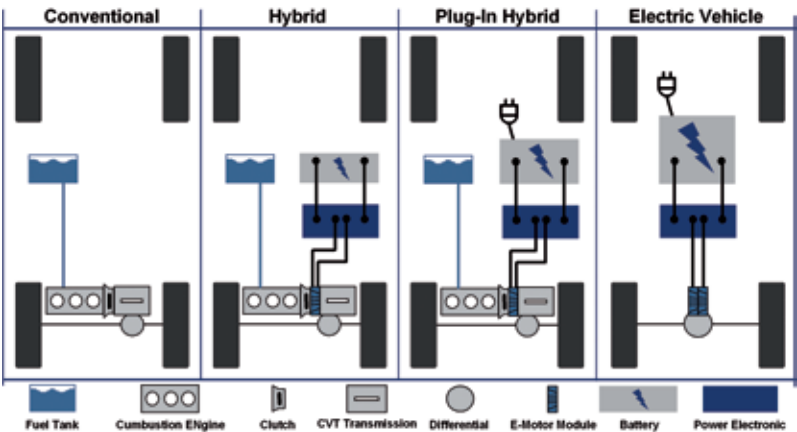 Conventional
Hybrid
Plug-In Hybrid
Electric Vehicle
Fuel Tank
Cumbustion ENgine
Clutch
CVT Transmission
Differential
E-Motor Module
Battery
Power Electronic